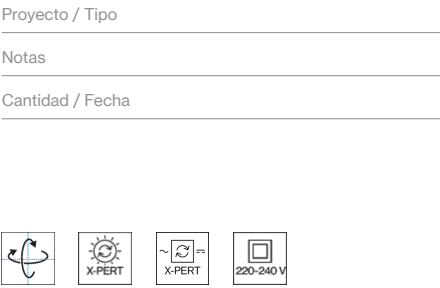 Proyecto / Tipo
Notas
Cantidad / Fecha
X-PERT
X-PERT
220-240 V